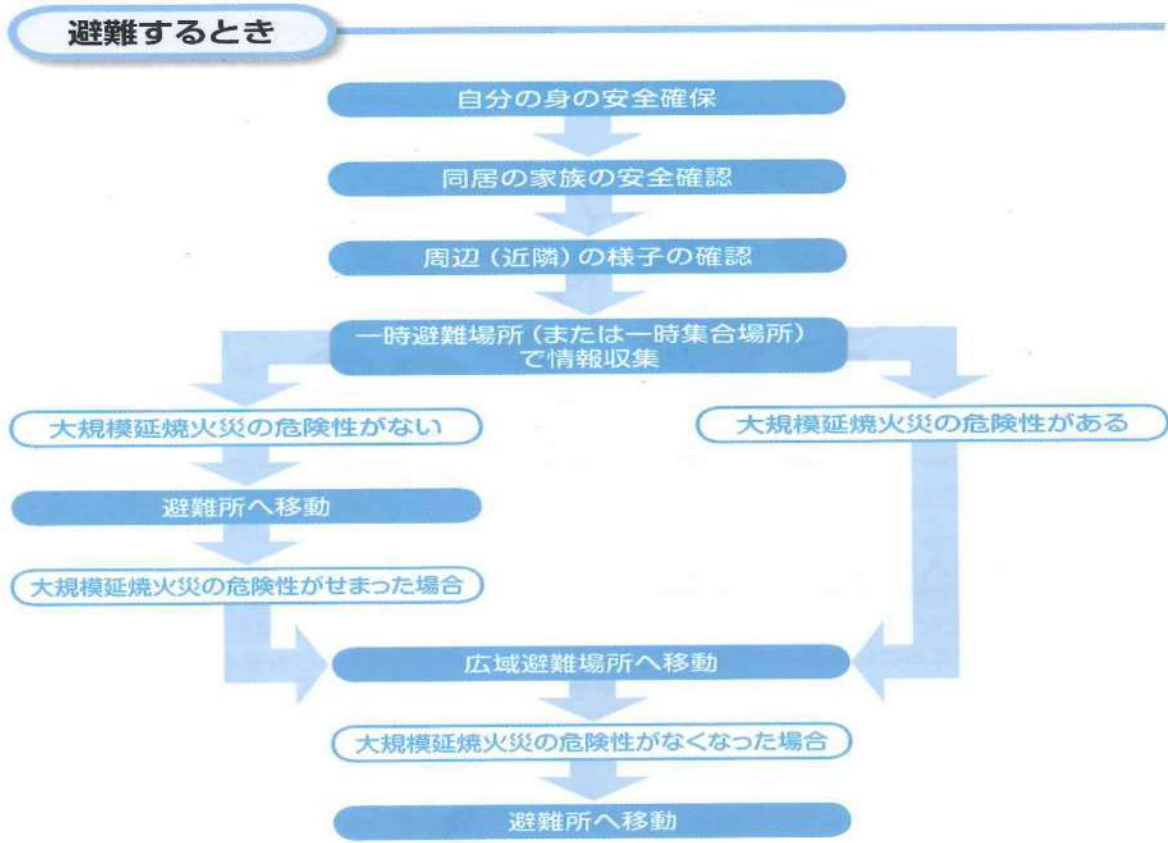 避難するとき
自分の身の安全確保
同居の家族の安全確認
周辺（近隣）の様子の確認
一時避難場所（または一時集合場所）
で情報収集
大規模延焼火災の危険性がない
大規模延焼火災の危険性がある
避難所へ移動
大規模延焼火災の危険性がせまった場合
広域避難場所へ移動
大規模延焼火災の危険性がなくなった場合
避難所へ移動